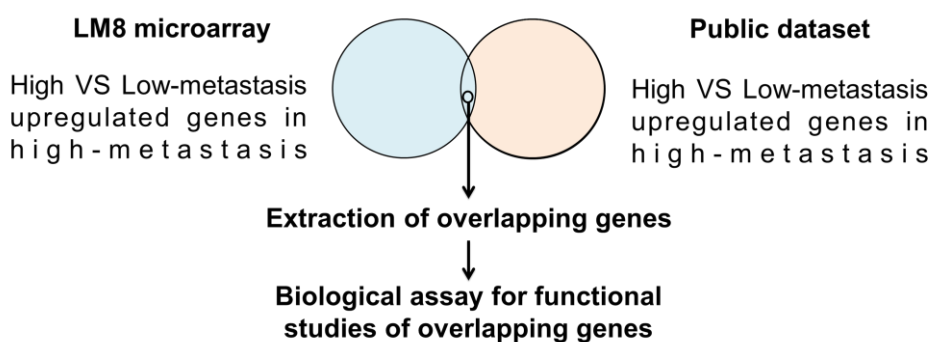 LM8 microarray
High VS Low-metastasis
upregulated genes in
high-metastasis
Public dataset
High VS Low-metastasis
upregulated genes in
high-metastasis
Extraction of overlapping genes
Biological assay for functional
studies of overlapping genes